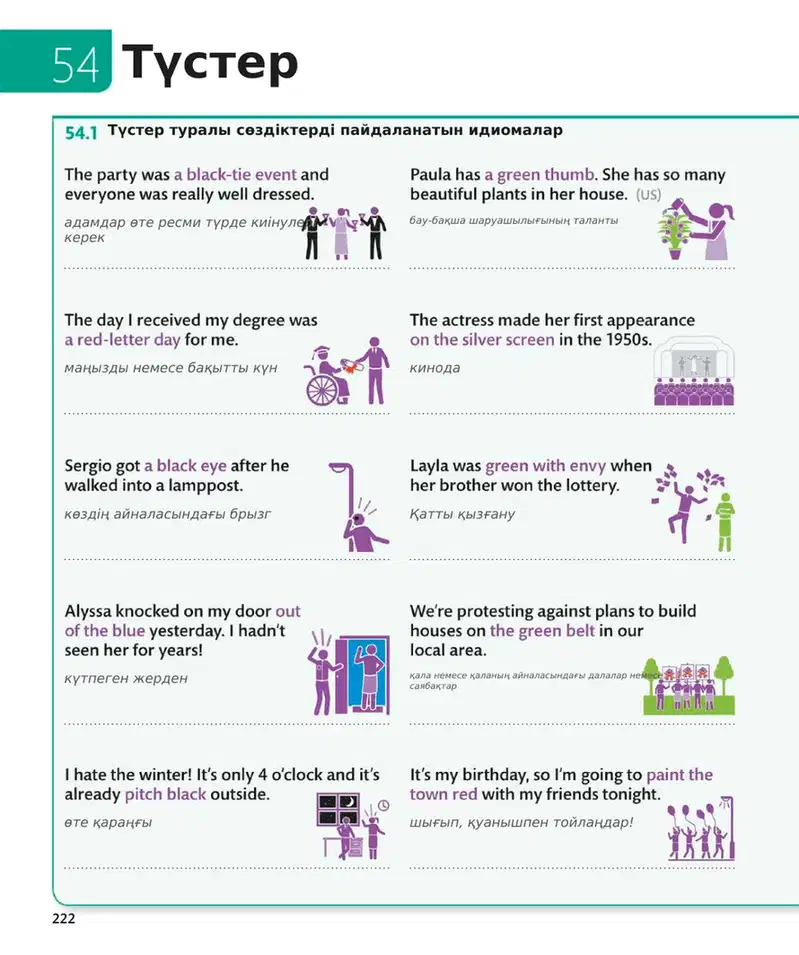 54 Түстер
54.1 Түстер туралы сөздіктерді пайдаланатын идиомалар
The party was a black-tie event and
everyone was really well dressed.
адамдар өте ресми түрде киінуле
керек
The day I received my degree was
a red-letter day for me.
маңызды немесе бақытты күн
Sergio got a black eye after he
walked into a lamppost.
көздің айналасындағы брызг
Alyssa knocked on my door out
of the blue yesterday. I hadn't
seen her for years!
күтпеген жерден
I hate the winter! It's only 4 o'clock and it's
already pitch black outside.
өте қараңғы
Paula has a green thumb. She has so many
beautiful plants in her house. (US)
бау-бақша шаруашылығының таланты
The actress made her first appearance
on the silver screen in the 1950s.
кинода
Layla was green with envy when
her brother won the lottery.
Қатты қызғану
We're protesting against plans to build
houses on the green belt in our
local area.
қала немесе қаланың айналасындағы далалар немесе
саябақтар
It's my birthday, so I'm going to paint the
town red with my friends tonight.
шығып, қуанышпен тойлаңдар!
222